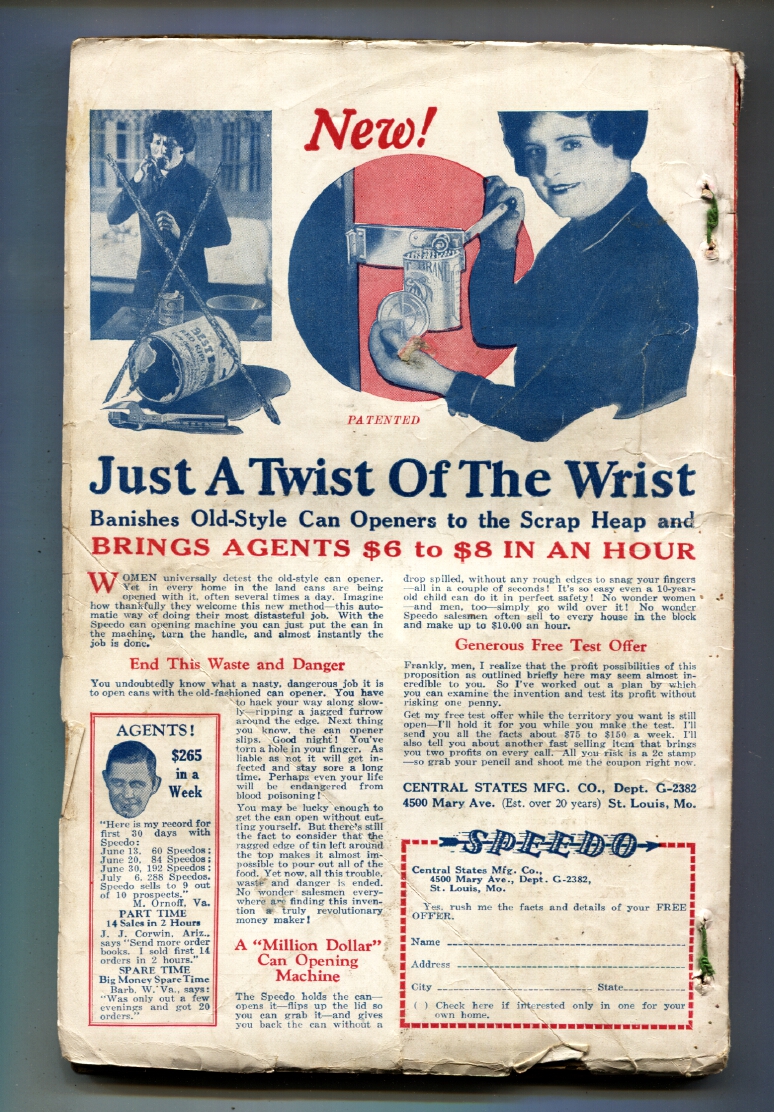 New!
BRAND
BEST
PATENTED
Just A Twist Of The Wrist
Banishes Old-Style Can Openers to the Scrap Heap and
BRINGS AGENTS $6 to $8 IN AN HOUR
WOMEN universally detest the old-style can opener.
Yet in every home in the land cans are being
opened with it, often several times a day. Imagine
how thankfully they welcome this new method—this auto-
matic way of doing their most distasteful job. With the
Speedo can opening machine you can just put the can in
the machine, turn the handle, and almost instantly the
job is done.
End This Waste and Danger
You undoubtedly know what a nasty, dangerous job it is
to open cans with the old-fashioned can opener. You have
to hack your way along slow-
ly—ripping a jagged furrow
around the edge. Next thing
you know, the can opener
slips. Good night! You've
torn a hole in your finger. As
liable as not it will get in-
fected and stay sore a long
time. Perhaps even your life
will be endangered from
blood poisoning!
You may be lucky enough to
get the can open without cut-
ting yourself. But there's still
the fact to consider that the
ragged edge of tin left around
the top makes it almost im-
possible to pour out all of the
food. Yet now, all this trouble,
waste and danger is ended.
No wonder salesmen every-
where are finding this inven-
tion a truly revolutionary
money maker!
A "Million Dollar"
Can Opening
Machine
The Speedo holds the can—
opens it—flips up the lid so
you can grab it—and gives
you back the can without a
AGENTS!
$265
in a
Week
"Here is my record for
first 30 days with
Speedo:
June 13, 60 Speedos;
June 20, 84 Speedos;
June 30, 192 Speedos;
July 6, 288 Speedos.
Speedo sells to 9 out
of 10 prospects."
M. Ornoff, Va.
PART TIME
14 Sales in 2 Hours
J. J. Corwin, Ariz.,
says "Send more order
books. I sold first 14
orders in 2 hours."
SPARE TIME
Big Money Spare Time
Barb, W. Va., says:
"Was only out a few
evenings and got 20
orders."
drop spilled, without any rough edges to snag your fingers
—all in a couple of seconds! It's so easy even a 10-year-
old child can do it in perfect safety! No wonder women
—and men, too—simply go wild over it! No wonder
Speedo salesmen often sell to every house in the block
and make up to $10.00 an hour.
Generous Free Test Offer
Frankly, men, I realize that the profit possibilities of this
proposition as outlined briefly here may seem almost in-
credible to you. So I've worked out a plan by which
you can examine the invention and test its profit without
risking one penny.
Get my free test offer while the territory you want is still
open—I'll hold it for you while you make the test. I'll
send you all the facts about $75 to $150 a week. I'll
also tell you about another fast selling item that brings
you two profits on every call. All you risk is a 2c stamp
—so grab your pencil and shoot me the coupon right now.
CENTRAL STATES MFG. CO., Dept. G-2382
4500 Mary Ave. (Est. over 20 years) St. Louis, Mo.
SPEEDO
Central States Mfg. Co.,
4500 Mary Ave., Dept. G-2382,
St. Louis, Mo.
Yes, rush me the facts and details of your FREE
OFFER.
Name
Address
City State
( ) Check here if interested only in one for your
own home.